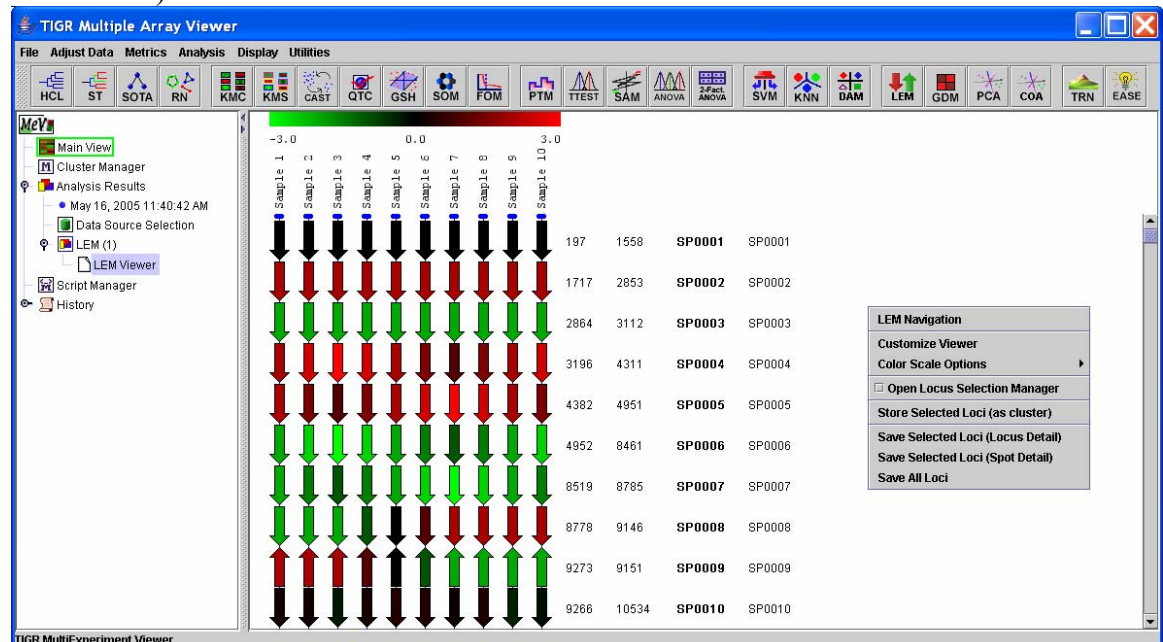 TIGR Multiple Array Viewer
File Adjust Data Metrics Analysis Display Utilities
HCL ST SOTA RN KMC KMS CAST QTC GSH SOM FOM PTM TTEST SAM ANOVA 2-Fact. ANOVA SVM KNN DAM LEM GDM PCA COA TRN EASE
MeV
Main View
Cluster Manager
Analysis Results
May 16, 2005 11:40:42 AM
Data Source Selection
LEM (1)
LEM Viewer
Script Manager
History
-3.0 0.0 3.0
Sample 1
Sample 2
Sample 3
Sample 4
Sample 5
Sample 6
Sample 7
Sample 8
Sample 9
Sample 10
197 1558 SP0001 SP0001
1717 2853 SP0002 SP0002
2864 3112 SP0003 SP0003
3196 4311 SP0004 SP0004
4382 4951 SP0005 SP0005
4952 8461 SP0006 SP0006
8519 8785 SP0007 SP0007
8778 9146 SP0008 SP0008
9273 9151 SP0009 SP0009
9266 10534 SP0010 SP0010
LEM Navigation
Customize Viewer
Color Scale Options
Open Locus Selection Manager
Store Selected Loci (as cluster)
Save Selected Loci (Locus Detail)
Save Selected Loci (Spot Detail)
Save All Loci
TIGR MultiExperiment Viewer